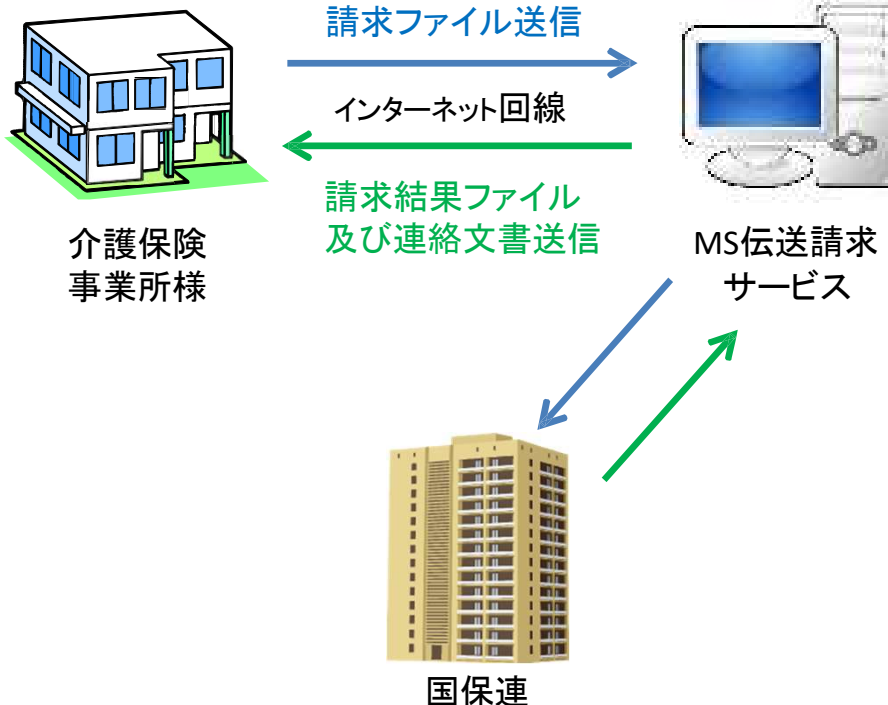 請求ファイル送信
インターネット回線
請求結果ファイル
及び連絡文書送信
介護保険
事業所様
MS伝送請求
サービス
国保連